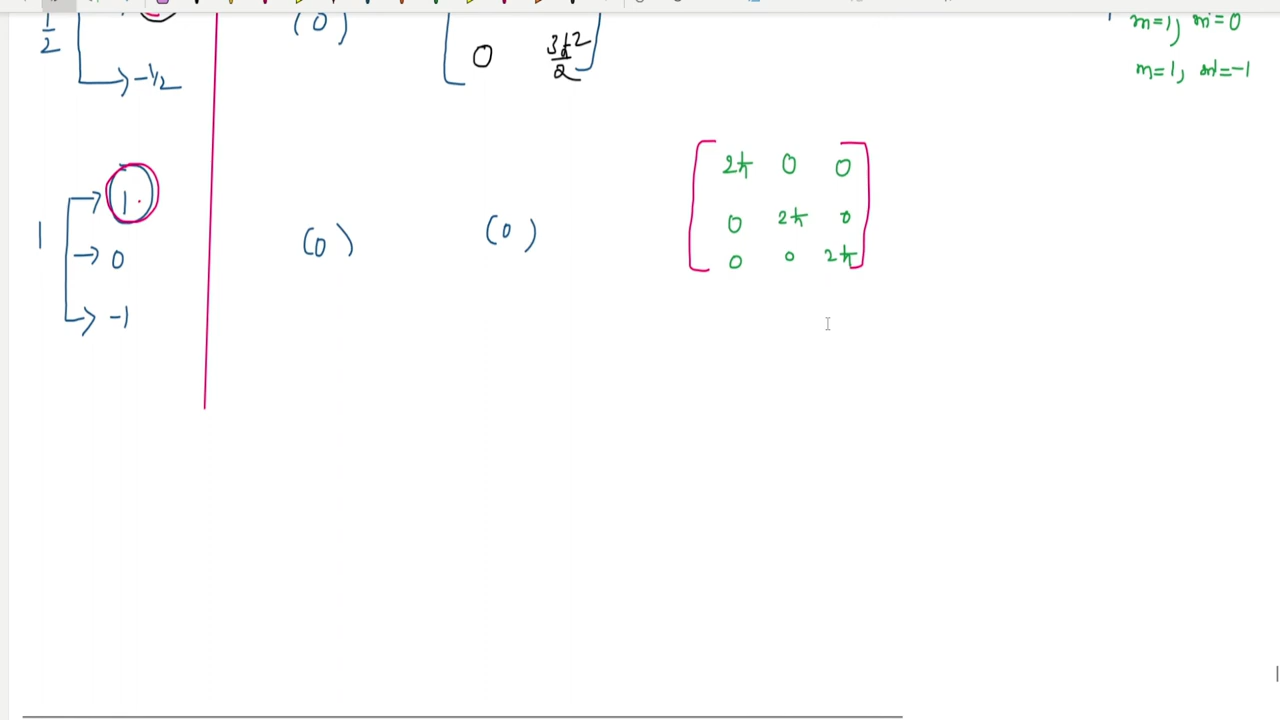 1/2 (0) m=1, m'=0
0 3ħ²/2
-1/2 m=1, m'=-1
2ħ 0 0
1 1 (0) (0) 0 2ħ 0
0 0 0 2ħ
-1